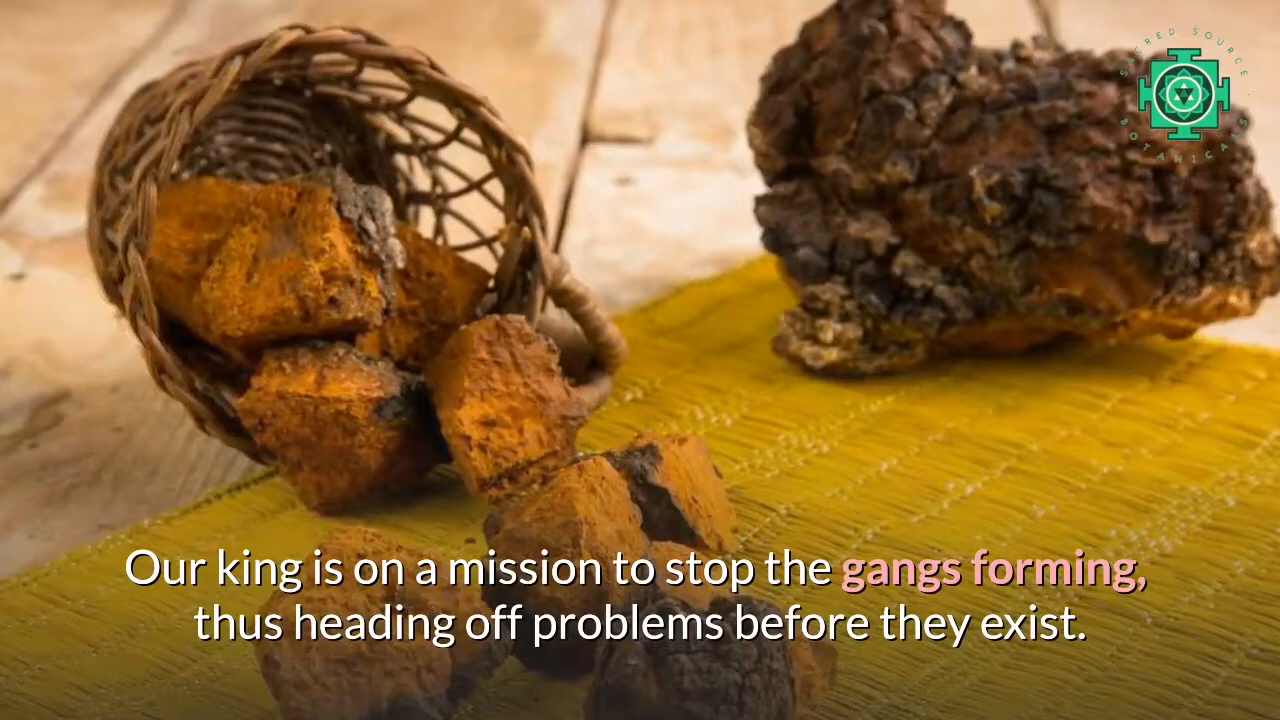 SACRED SOURCE
BOTANICALS
Our king is on a mission to stop the gangs forming,
thus heading off problems before they exist.